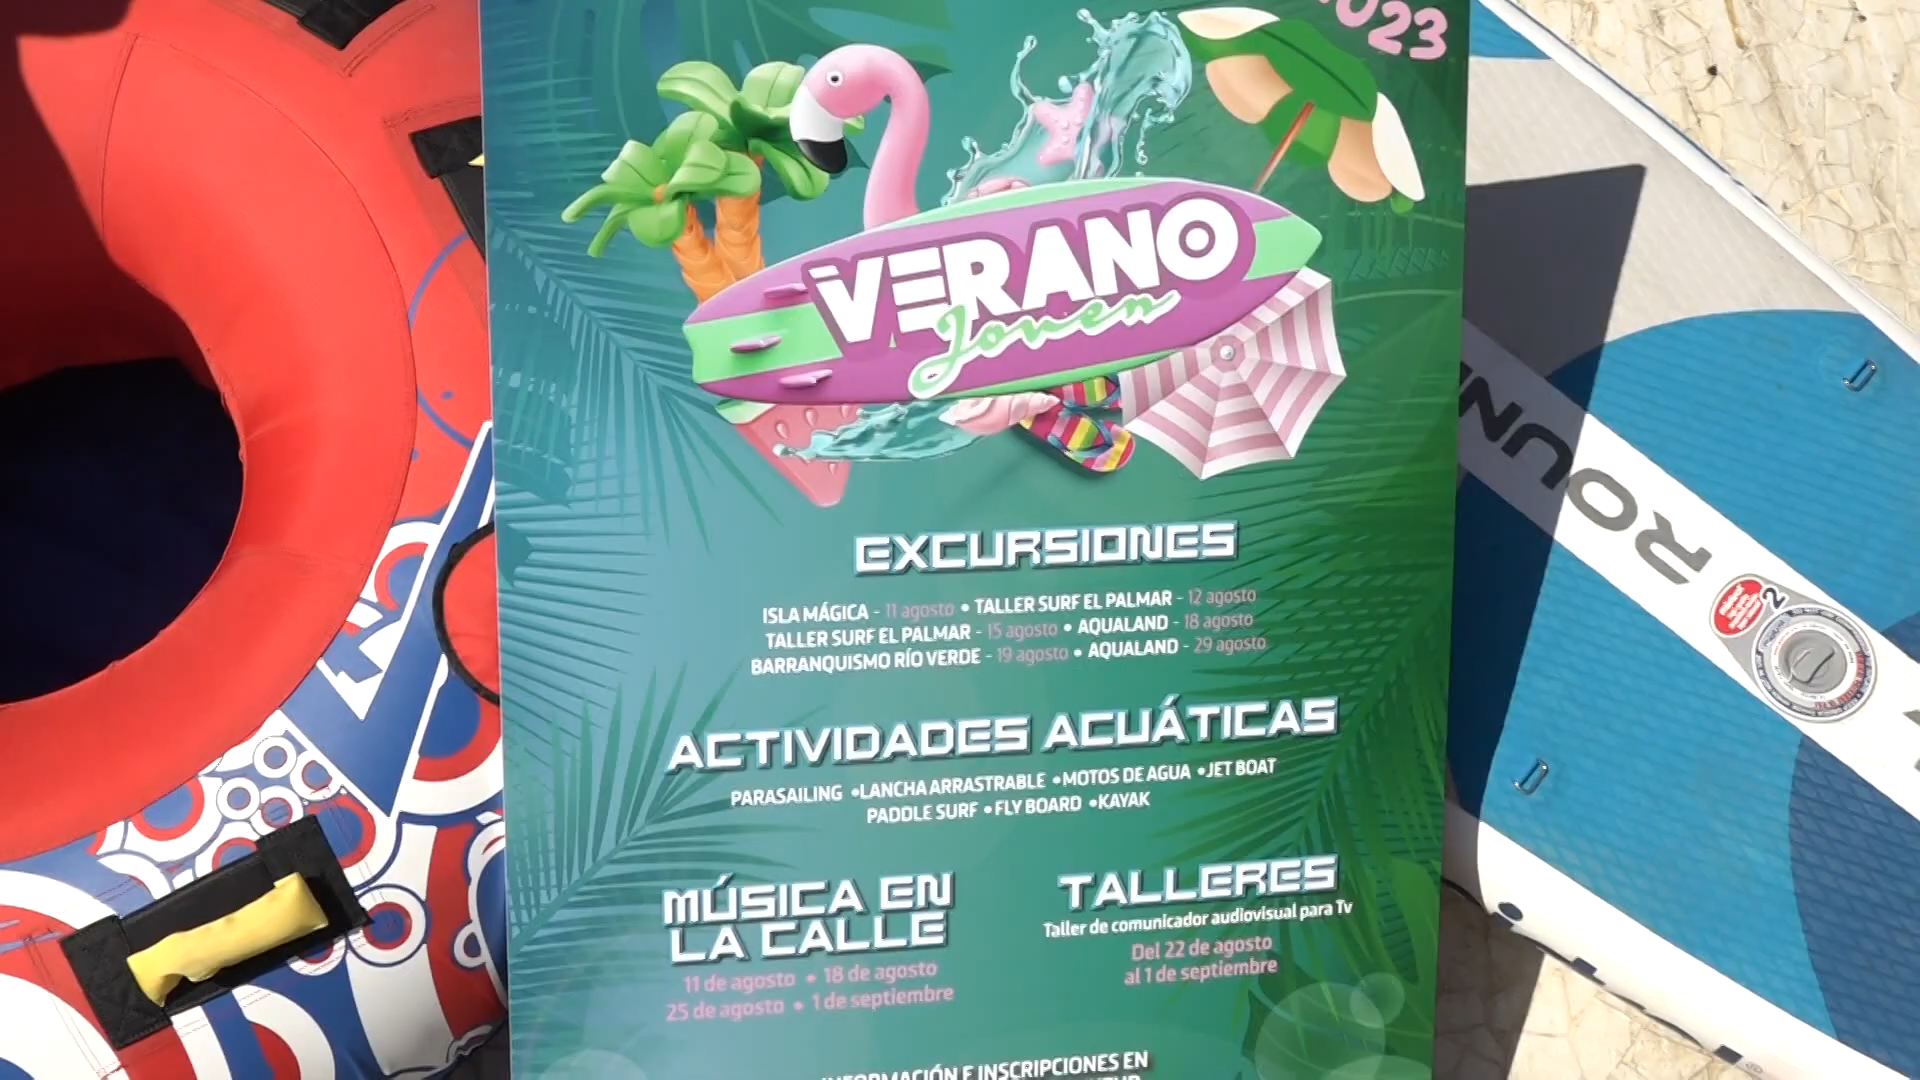 2023
VERANO
Joven
EXCURSIONES
ISLA MÁGICA - 11 agosto • TALLER SURF EL PALMAR - 12 agosto
TALLER SURF EL PALMAR - 15 agosto • AQUALAND - 18 agosto
BARRANQUISMO RÍO VERDE - 19 agosto • AQUALAND - 29 agosto
ACTIVIDADES ACUÁTICAS
PARASAILING •LANCHA ARRASTRABLE •MOTOS DE AGUA •JET BOAT
PADDLE SURF •FLY BOARD •KAYAK
MÚSICA EN
LA CALLE
11 de agosto • 18 de agosto
25 de agosto • 1 de septiembre
TALLERES
Taller de comunicador audiovisual para Tv
Del 22 de agosto
al 1 de septiembre
INFORMACIÓN E INSCRIPCIONES EN
ROUN
2